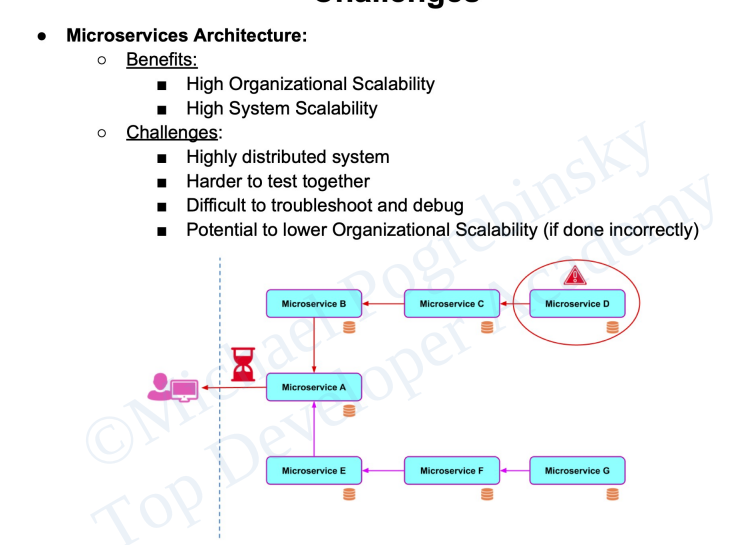 Challenges
● Microservices Architecture:
○ Benefits:
■ High Organizational Scalability
■ High System Scalability
○ Challenges:
■ Highly distributed system
■ Harder to test together
■ Difficult to troubleshoot and debug
■ Potential to lower Organizational Scalability (if done incorrectly)
Microservice B
Microservice C
Microservice D
Microservice A
Microservice E
Microservice F
Microservice G
©Michael Pogrebinsky
Top Developer Academy